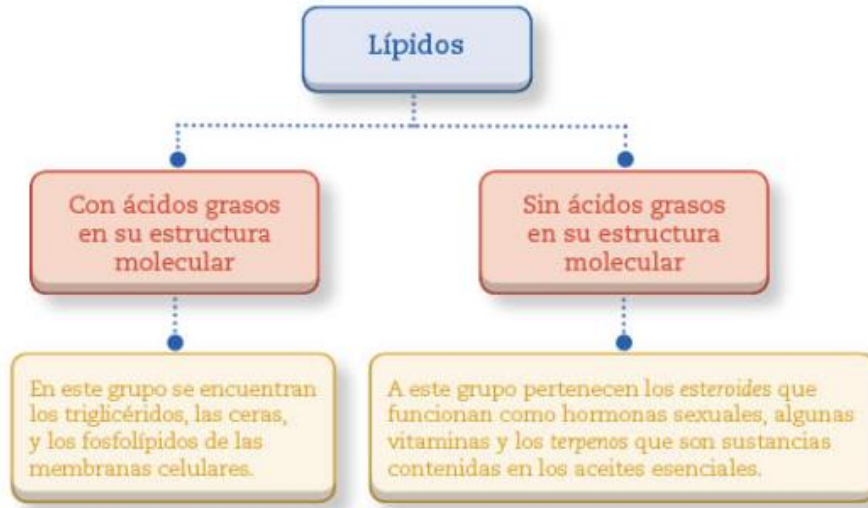 Lípidos
Con ácidos grasos
en su estructura
molecular
Sin ácidos grasos
en su estructura
molecular
En este grupo se encuentran
los triglicéridos, las ceras,
y los fosfolípidos de las
membranas celulares.
A este grupo pertenecen los esteroides que
funcionan como hormonas sexuales, algunas
vitaminas y los terpenos que son sustancias
contenidas en los aceites esenciales.